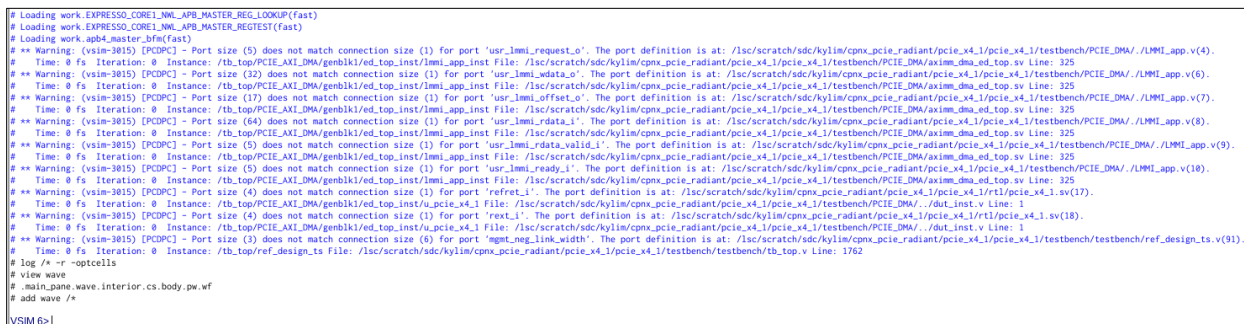 # Loading work.EXPRESSO_CORE1_NWL_APB_MASTER_REG_LOOKUP(fast)
# Loading work.EXPRESSO_CORE1_NWL_APB_MASTER_REGTEST(fast)
# Loading work.apb4_master_bfm(fast)
# ** Warning: (vsim-3015) [PCDPC] - Port size (5) does not match connection size (1) for port 'usr_lmmi_request_o'. The port definition is at: /lsc/scratch/sdc/kylim/cpnx_pcie_radiant/pcie_x4_1/pcie_x4_1/testbench/PCIE_DMA/./LMMI_app.v(4).
#    Time: 0 fs  Iteration: 0  Instance: /tb_top/PCIE_AXI_DMA/genblk1/ed_top_inst/lmmi_app_inst File: /lsc/scratch/sdc/kylim/cpnx_pcie_radiant/pcie_x4_1/pcie_x4_1/testbench/PCIE_DMA/aximm_dma_ed_top.sv Line: 325
# ** Warning: (vsim-3015) [PCDPC] - Port size (32) does not match connection size (1) for port 'usr_lmmi_wdata_o'. The port definition is at: /lsc/scratch/sdc/kylim/cpnx_pcie_radiant/pcie_x4_1/pcie_x4_1/testbench/PCIE_DMA/./LMMI_app.v(6).
#    Time: 0 fs  Iteration: 0  Instance: /tb_top/PCIE_AXI_DMA/genblk1/ed_top_inst/lmmi_app_inst File: /lsc/scratch/sdc/kylim/cpnx_pcie_radiant/pcie_x4_1/pcie_x4_1/testbench/PCIE_DMA/aximm_dma_ed_top.sv Line: 325
# ** Warning: (vsim-3015) [PCDPC] - Port size (17) does not match connection size (1) for port 'usr_lmmi_offset_o'. The port definition is at: /lsc/scratch/sdc/kylim/cpnx_pcie_radiant/pcie_x4_1/pcie_x4_1/testbench/PCIE_DMA/./LMMI_app.v(7).
#    Time: 0 fs  Iteration: 0  Instance: /tb_top/PCIE_AXI_DMA/genblk1/ed_top_inst/lmmi_app_inst File: /lsc/scratch/sdc/kylim/cpnx_pcie_radiant/pcie_x4_1/pcie_x4_1/testbench/PCIE_DMA/aximm_dma_ed_top.sv Line: 325
# ** Warning: (vsim-3015) [PCDPC] - Port size (64) does not match connection size (1) for port 'usr_lmmi_rdata_i'. The port definition is at: /lsc/scratch/sdc/kylim/cpnx_pcie_radiant/pcie_x4_1/pcie_x4_1/testbench/PCIE_DMA/./LMMI_app.v(8).
#    Time: 0 fs  Iteration: 0  Instance: /tb_top/PCIE_AXI_DMA/genblk1/ed_top_inst/lmmi_app_inst File: /lsc/scratch/sdc/kylim/cpnx_pcie_radiant/pcie_x4_1/pcie_x4_1/testbench/PCIE_DMA/aximm_dma_ed_top.sv Line: 325
# ** Warning: (vsim-3015) [PCDPC] - Port size (5) does not match connection size (1) for port 'usr_lmmi_rdata_valid_i'. The port definition is at: /lsc/scratch/sdc/kylim/cpnx_pcie_radiant/pcie_x4_1/pcie_x4_1/testbench/PCIE_DMA/./LMMI_app.v(9).
#    Time: 0 fs  Iteration: 0  Instance: /tb_top/PCIE_AXI_DMA/genblk1/ed_top_inst/lmmi_app_inst File: /lsc/scratch/sdc/kylim/cpnx_pcie_radiant/pcie_x4_1/pcie_x4_1/testbench/PCIE_DMA/aximm_dma_ed_top.sv Line: 325
# ** Warning: (vsim-3015) [PCDPC] - Port size (5) does not match connection size (1) for port 'usr_lmmi_ready_i'. The port definition is at: /lsc/scratch/sdc/kylim/cpnx_pcie_radiant/pcie_x4_1/pcie_x4_1/testbench/PCIE_DMA/./LMMI_app.v(10).
#    Time: 0 fs  Iteration: 0  Instance: /tb_top/PCIE_AXI_DMA/genblk1/ed_top_inst/lmmi_app_inst File: /lsc/scratch/sdc/kylim/cpnx_pcie_radiant/pcie_x4_1/pcie_x4_1/testbench/PCIE_DMA/aximm_dma_ed_top.sv Line: 325
# ** Warning: (vsim-3015) [PCDPC] - Port size (4) does not match connection size (1) for port 'refret_i'. The port definition is at: /lsc/scratch/sdc/kylim/cpnx_pcie_radiant/pcie_x4_1/pcie_x4_1/rtl/pcie_x4_1.sv(17).
#    Time: 0 fs  Iteration: 0  Instance: /tb_top/PCIE_AXI_DMA/genblk1/ed_top_inst/u_pcie_x4_1 File: /lsc/scratch/sdc/kylim/cpnx_pcie_radiant/pcie_x4_1/pcie_x4_1/testbench/PCIE_DMA/../dut_inst.v Line: 1
# ** Warning: (vsim-3015) [PCDPC] - Port size (4) does not match connection size (1) for port 'rext_i'. The port definition is at: /lsc/scratch/sdc/kylim/cpnx_pcie_radiant/pcie_x4_1/pcie_x4_1/rtl/pcie_x4_1.sv(18).
#    Time: 0 fs  Iteration: 0  Instance: /tb_top/PCIE_AXI_DMA/genblk1/ed_top_inst/u_pcie_x4_1 File: /lsc/scratch/sdc/kylim/cpnx_pcie_radiant/pcie_x4_1/pcie_x4_1/testbench/PCIE_DMA/../dut_inst.v Line: 1
# ** Warning: (vsim-3015) [PCDPC] - Port size (3) does not match connection size (6) for port 'mgmt_neg_link_width'. The port definition is at: /lsc/scratch/sdc/kylim/cpnx_pcie_radiant/pcie_x4_1/pcie_x4_1/testbench/testbench/ref_design_ts.v(91).
#    Time: 0 fs  Iteration: 0  Instance: /tb_top/ref_design_ts File: /lsc/scratch/sdc/kylim/cpnx_pcie_radiant/pcie_x4_1/pcie_x4_1/testbench/testbench/tb_top.v Line: 1762
# log /* -r -optcells
# view wave
# .main_pane.wave.interior.cs.body.pw.wf
# add wave /*
VSIM 6>